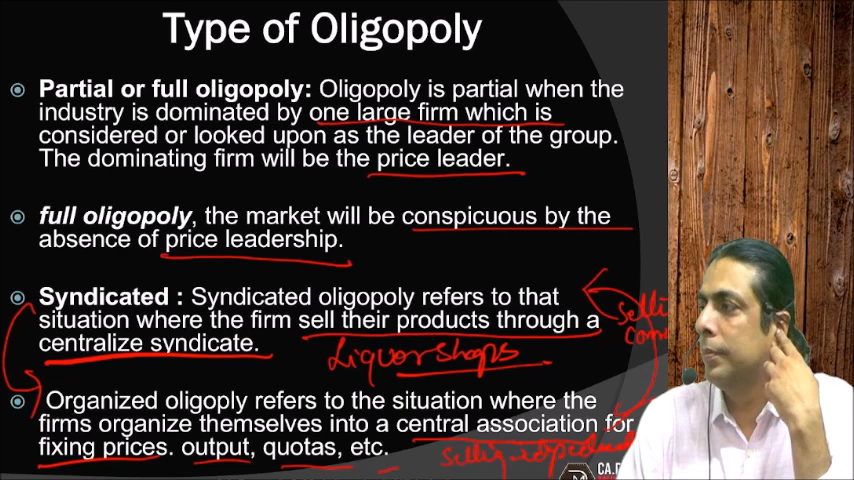 Type of Oligopoly
Partial or full oligopoly: Oligopoly is partial when the
industry is dominated by one large firm which is
considered or looked upon as the leader of the group.
The dominating firm will be the price leader.
full oligopoly, the market will be conspicuous by the
absence of price leadership.
Syndicated : Syndicated oligopoly refers to that
situation where the firm sell their products through a
centralize syndicate.
Liquor shops
Organized oligoply refers to the situation where the
firms organize themselves into a central association for
fixing prices. output, quotas, etc.